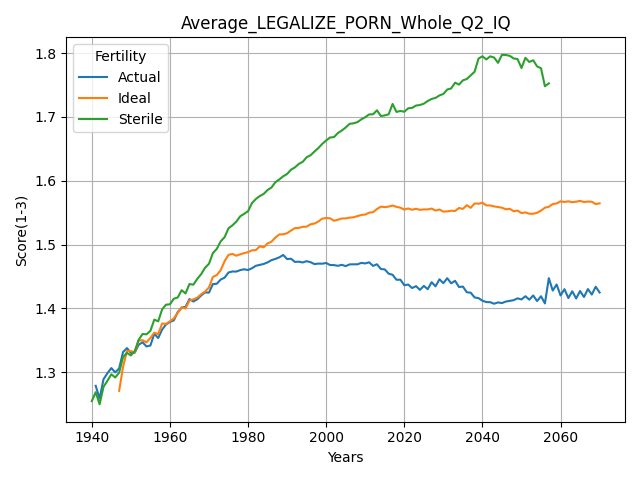 Average_LEGALIZE_PORN_Whole_Q2_IQ
Fertility
Actual
Ideal
Sterile
Score(1-3)
1.8
1.7
1.6
1.5
1.4
1.3
1940 1960 1980 2000 2020 2040 2060
Years